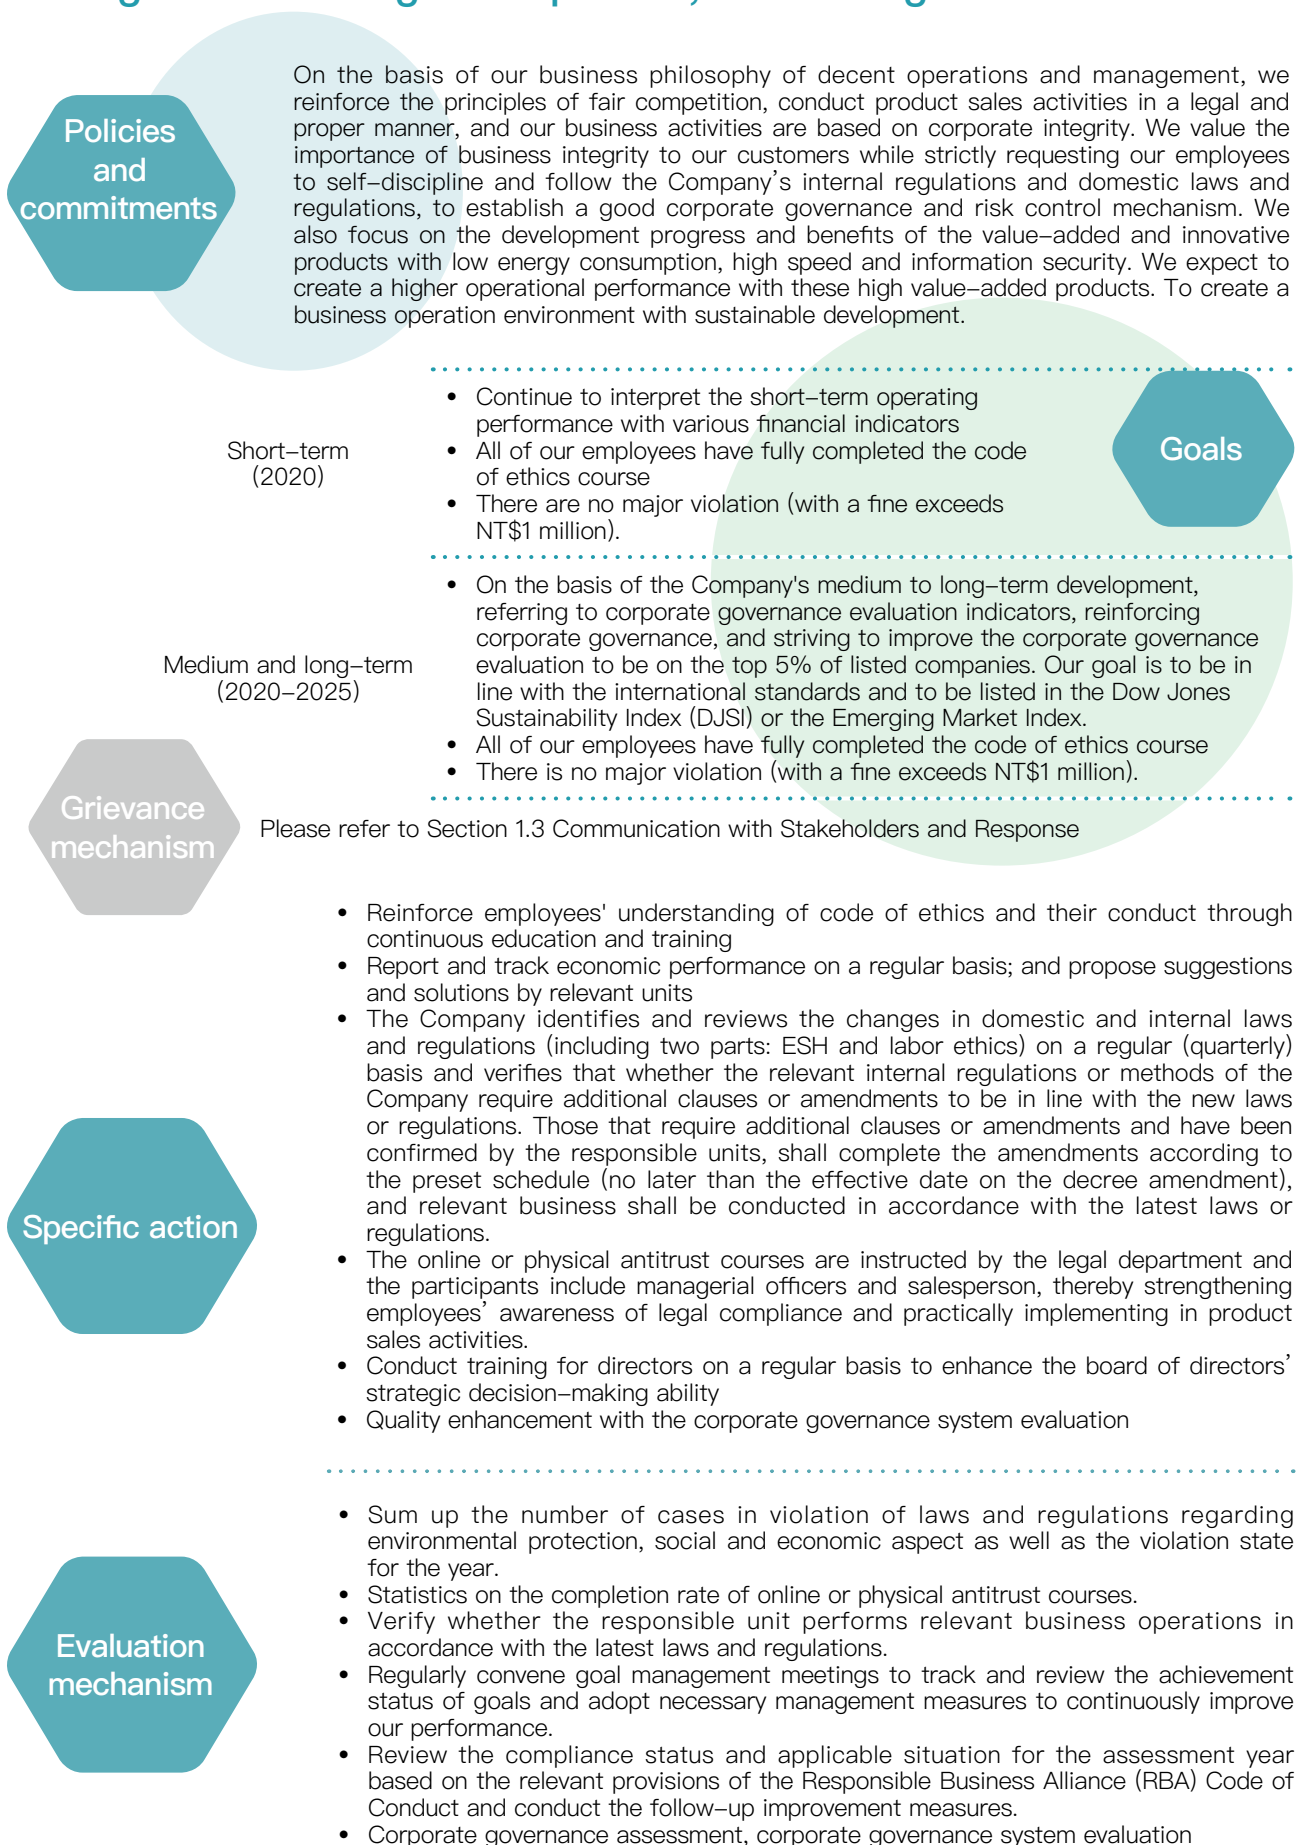 Policies
and
commitments
On the basis of our business philosophy of decent operations and management, we
reinforce the principles of fair competition, conduct product sales activities in a legal and
proper manner, and our business activities are based on corporate integrity. We value the
importance of business integrity to our customers while strictly requesting our employees
to self–discipline and follow the Company’s internal regulations and domestic laws and
regulations, to establish a good corporate governance and risk control mechanism. We
also focus on the development progress and benefits of the value–added and innovative
products with low energy consumption, high speed and information security. We expect to
create a higher operational performance with these high value–added products. To create a
business operation environment with sustainable development.
Goals
Short–term
(2020)
• Continue to interpret the short–term operating
performance with various financial indicators
• All of our employees have fully completed the code
of ethics course
• There are no major violation (with a fine exceeds
NT$1 million).
Medium and long–term
(2020–2025)
• On the basis of the Company's medium to long–term development,
referring to corporate governance evaluation indicators, reinforcing
corporate governance, and striving to improve the corporate governance
evaluation to be on the top 5% of listed companies. Our goal is to be in
line with the international standards and to be listed in the Dow Jones
Sustainability Index (DJSI) or the Emerging Market Index.
• All of our employees have fully completed the code of ethics course
• There is no major violation (with a fine exceeds NT$1 million).
Grievance
mechanism
Please refer to Section 1.3 Communication with Stakeholders and Response
Specific action
• Reinforce employees' understanding of code of ethics and their conduct through
continuous education and training
• Report and track economic performance on a regular basis; and propose suggestions
and solutions by relevant units
• The Company identifies and reviews the changes in domestic and internal laws
and regulations (including two parts: ESH and labor ethics) on a regular (quarterly)
basis and verifies that whether the relevant internal regulations or methods of the
Company require additional clauses or amendments to be in line with the new laws
or regulations. Those that require additional clauses or amendments and have been
confirmed by the responsible units, shall complete the amendments according to
the preset schedule (no later than the effective date on the decree amendment),
and relevant business shall be conducted in accordance with the latest laws or
regulations.
• The online or physical antitrust courses are instructed by the legal department and
the participants include managerial officers and salesperson, thereby strengthening
employees’ awareness of legal compliance and practically implementing in product
sales activities.
• Conduct training for directors on a regular basis to enhance the board of directors’
strategic decision–making ability
• Quality enhancement with the corporate governance system evaluation
Evaluation
mechanism
• Sum up the number of cases in violation of laws and regulations regarding
environmental protection, social and economic aspect as well as the violation state
for the year.
• Statistics on the completion rate of online or physical antitrust courses.
• Verify whether the responsible unit performs relevant business operations in
accordance with the latest laws and regulations.
• Regularly convene goal management meetings to track and review the achievement
status of goals and adopt necessary management measures to continuously improve
our performance.
• Review the compliance status and applicable situation for the assessment year
based on the relevant provisions of the Responsible Business Alliance (RBA) Code of
Conduct and conduct the follow–up improvement measures.
• Corporate governance assessment, corporate governance system evaluation